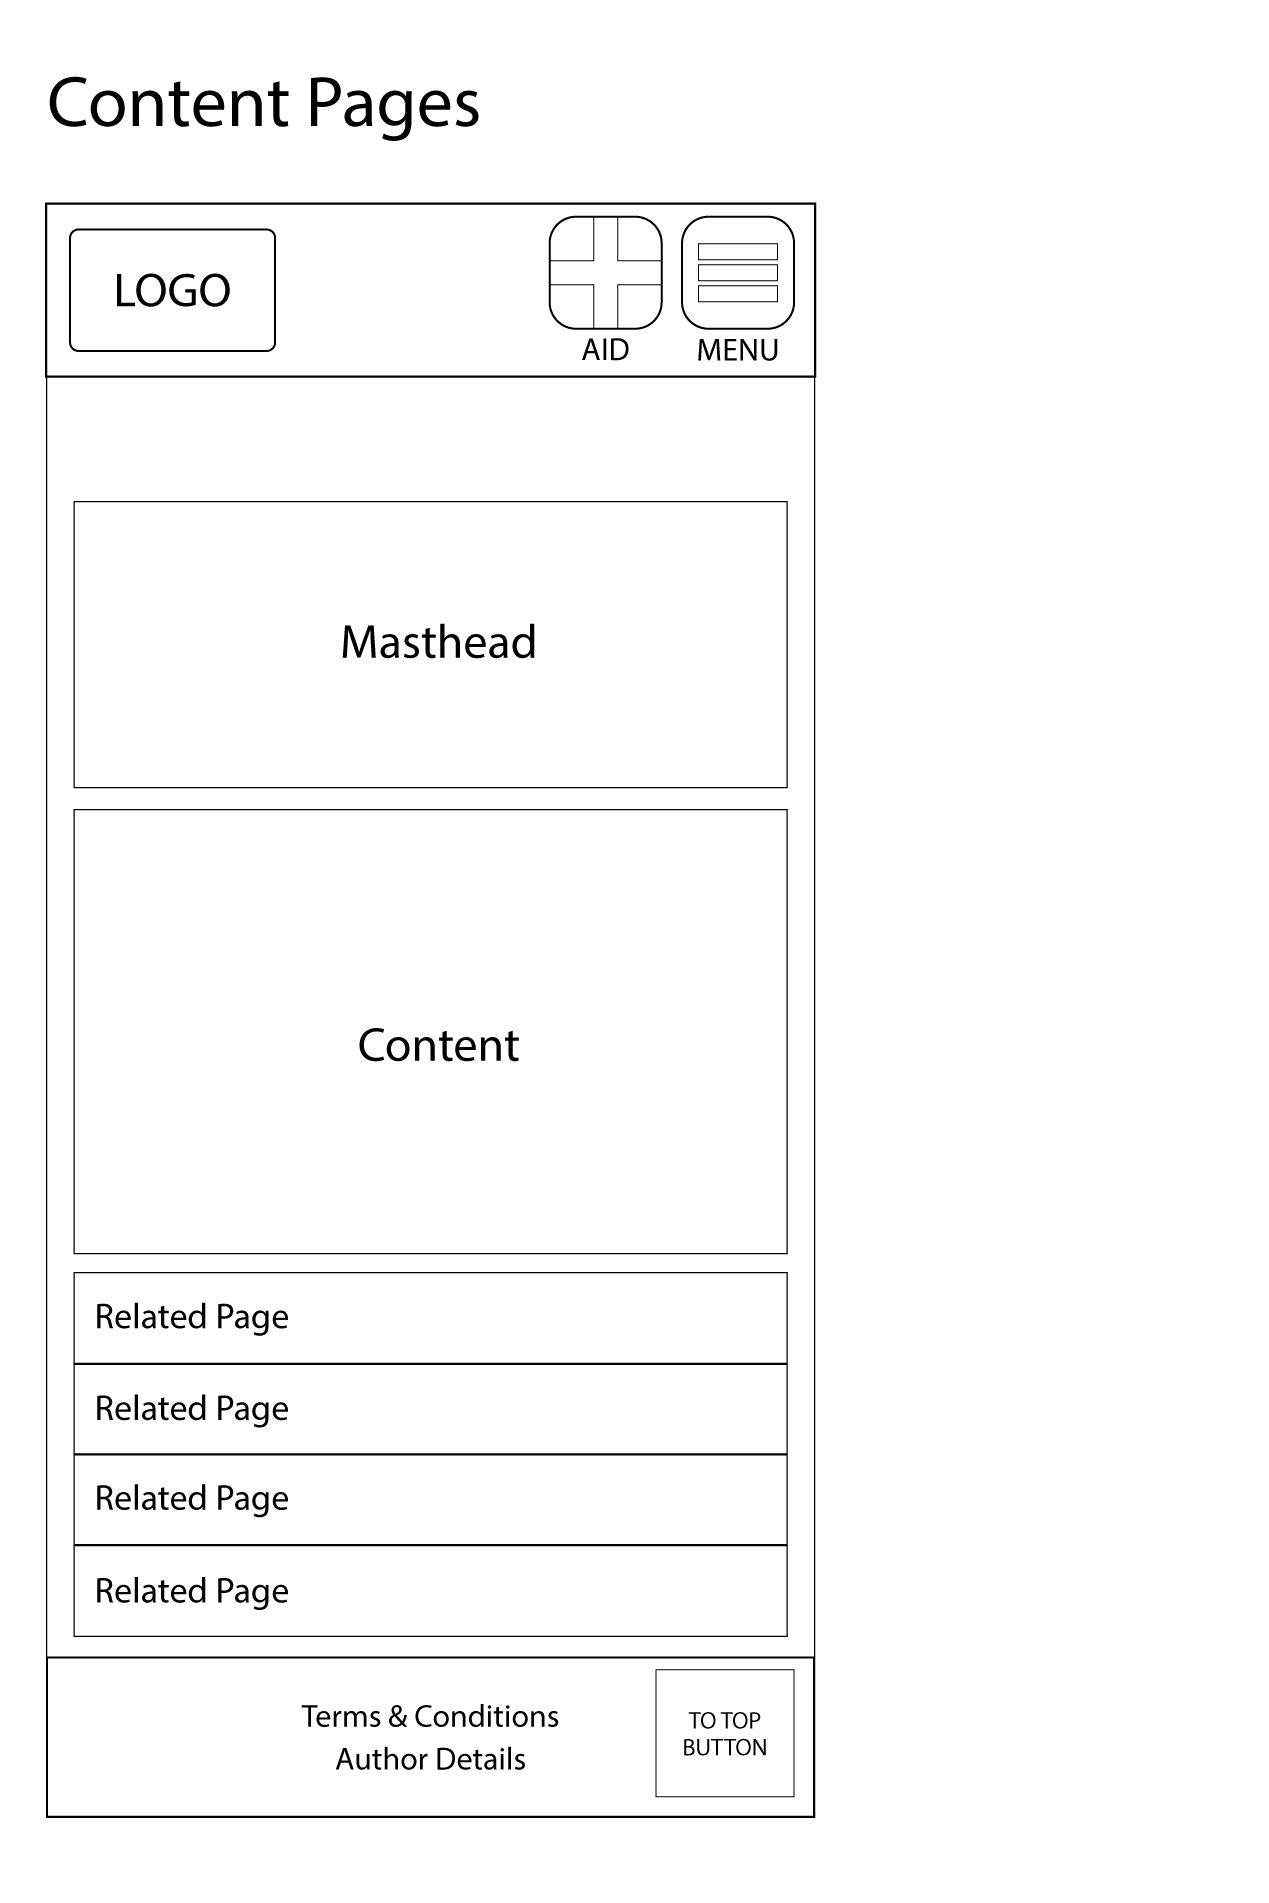 Content Pages
LOGO
AID
MENU
Masthead
Content
Related Page
Related Page
Related Page
Related Page
Terms & Conditions
Author Details
TO TOP
BUTTON